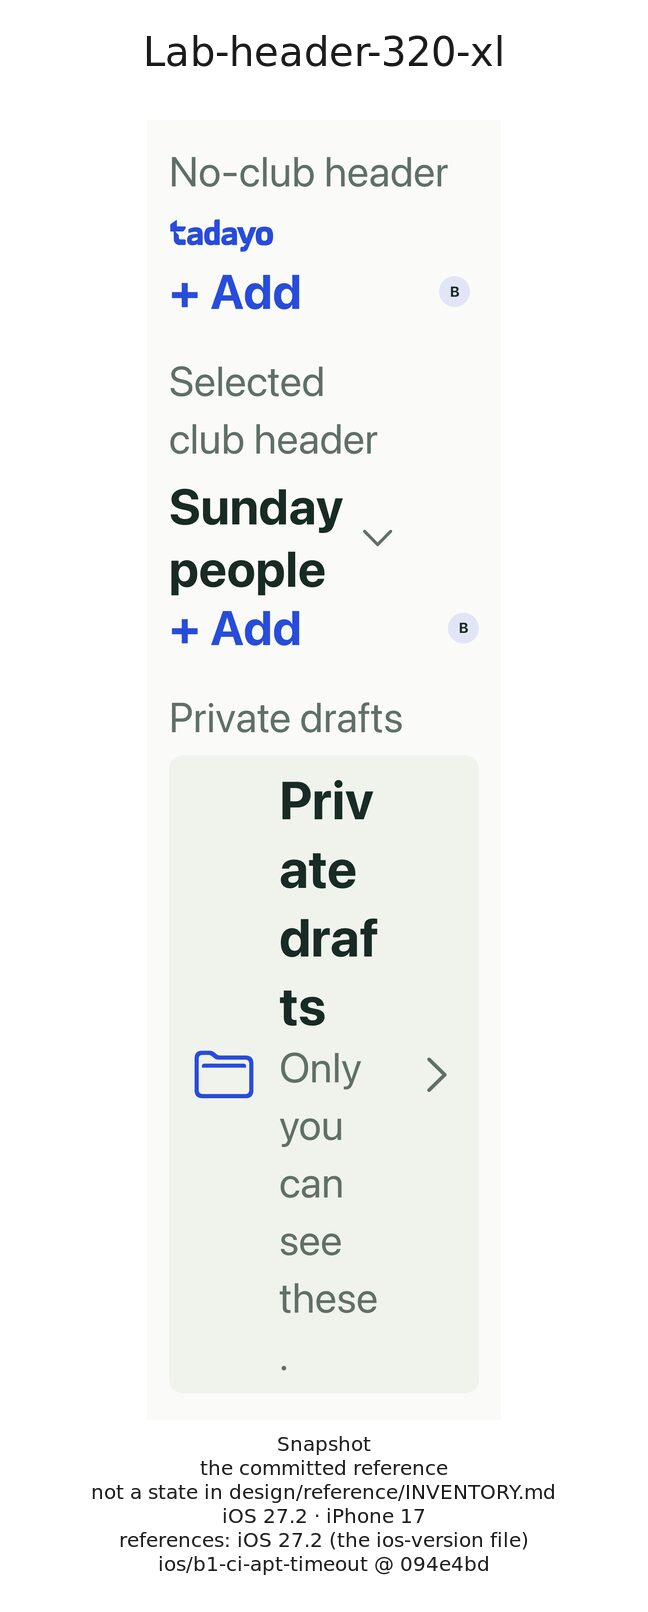 Lab-header-320-xl
No-club header
tadayo
+ Add
B
Selected
club header
Sunday
people
+ Add
B
Private drafts
Priv
ate
draf
ts
Only
you
can
see
these
.
Snapshot
the committed reference
not a state in design/reference/INVENTORY.md
iOS 27.2 · iPhone 17
references: iOS 27.2 (the ios-version file)
ios/b1-ci-apt-timeout @ 094e4bd